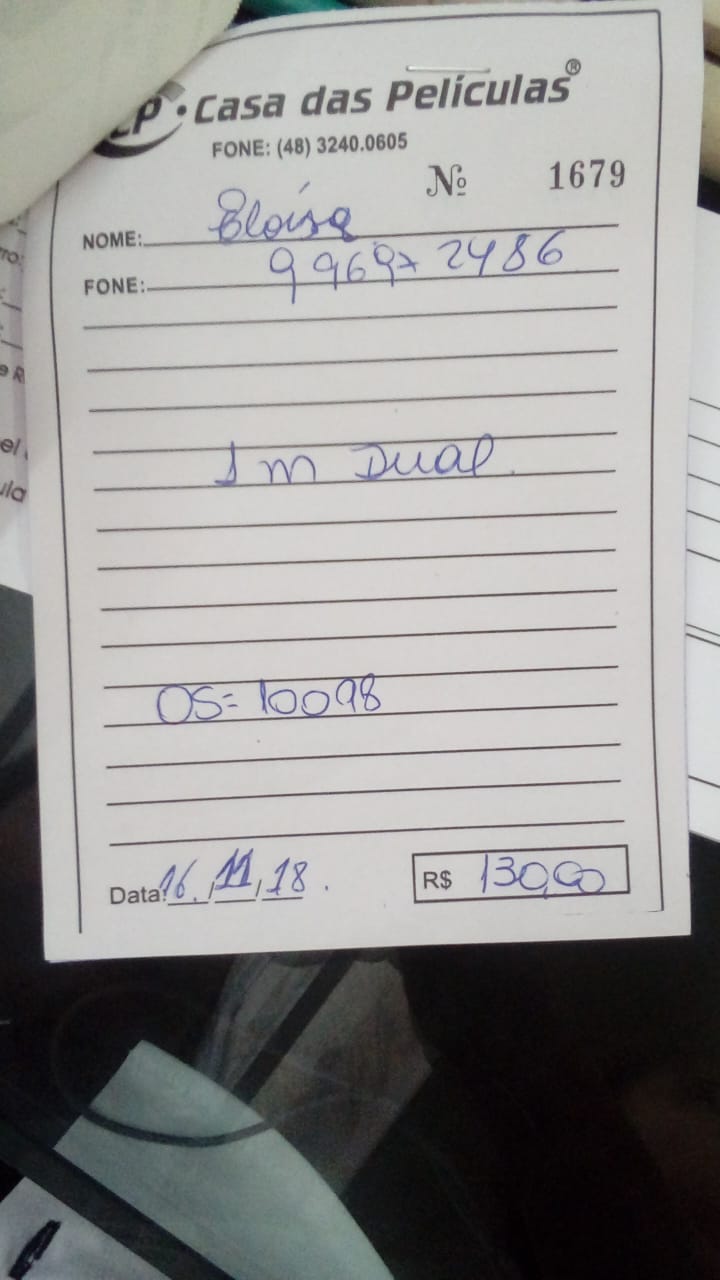 CP • Casa das Películas®
FONE: (48) 3240.0605
Nº 1679
NOME: Eloísa
FONE: 99697 2486
1 m Dual.
OS= 10098
Data: 16/11/18. R$ 130,00